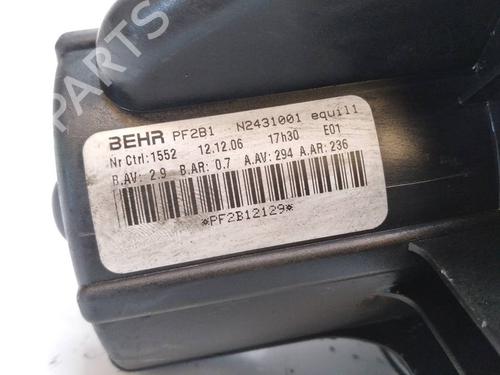 BEHR PF2B1 N2431001 equil1
Nr Ctrl:1552 12.12.06 17h30 E01
B.AV: 2.9 B.AR: 0.7 A.AV: 294 A.AR: 236
*PF2B12129*
B-PARTS